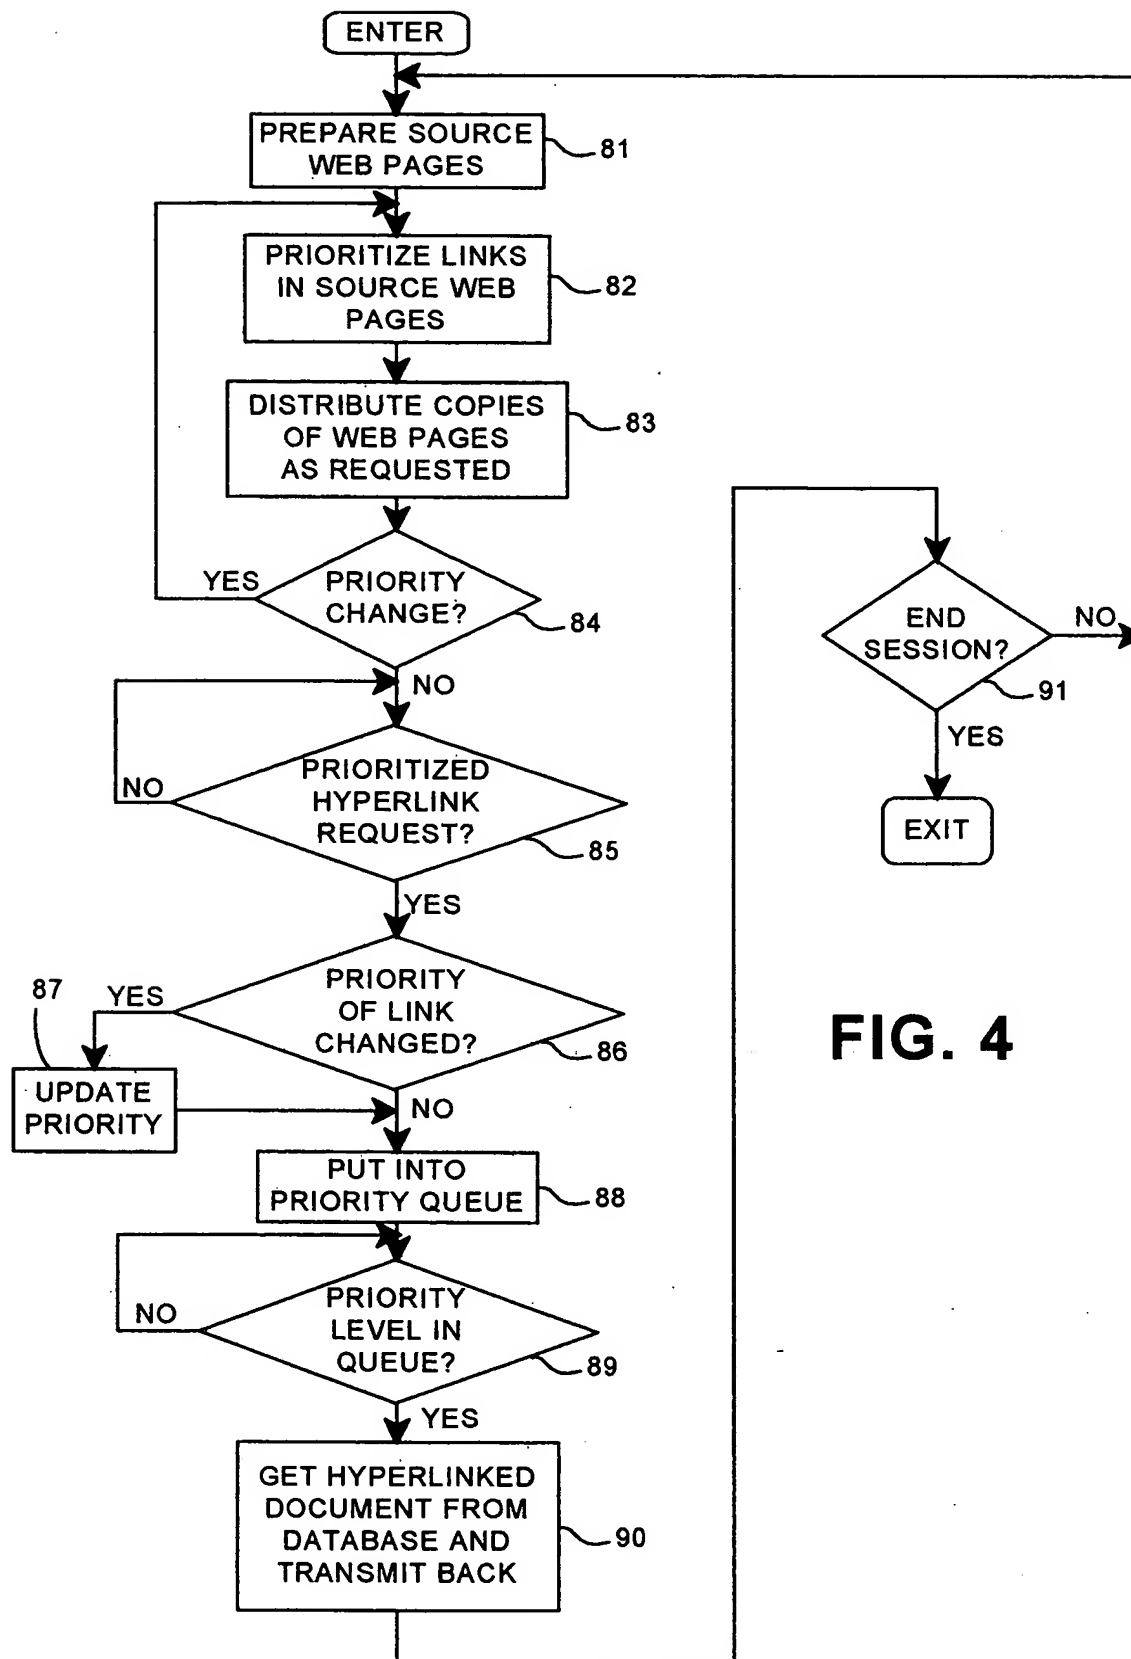 ENTER
PREPARE SOURCE
WEB PAGES
81
PRIORITIZE LINKS
IN SOURCE WEB
PAGES
82
DISTRIBUTE COPIES
OF WEB PAGES
AS REQUESTED
83
YES
PRIORITY
CHANGE?
84
NO
PRIORITIZED
HYPERLINK
REQUEST?
NO
85
YES
PRIORITY
OF LINK
CHANGED?
86
YES
87
UPDATE
PRIORITY
NO
PUT INTO
PRIORITY QUEUE
88
PRIORITY
LEVEL IN
QUEUE?
NO
89
YES
GET HYPERLINKED
DOCUMENT FROM
DATABASE AND
TRANSMIT BACK
90
END
SESSION?
NO
91
YES
EXIT
FIG. 4